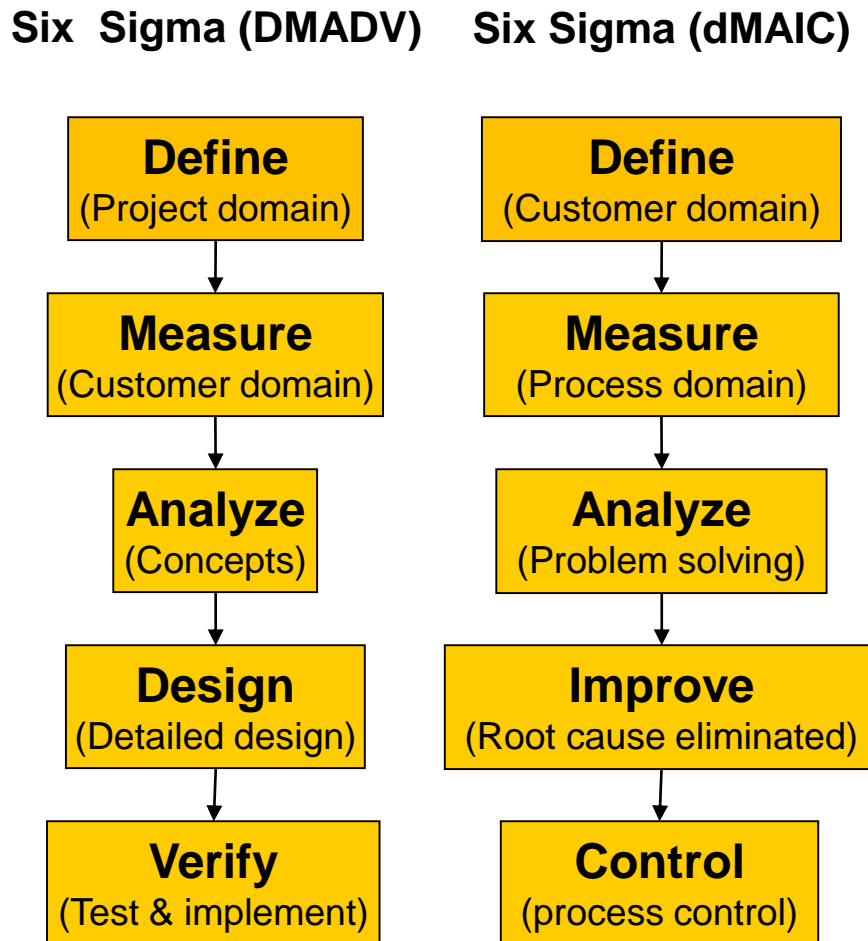 Six  Sigma (DMADV)
Define
(Project domain)
Measure
(Customer domain)
Analyze
(Concepts)
Design
(Detailed design)
Verify
(Test & implement)
Six Sigma (dMAIC)
Define
(Customer domain)
Measure
(Process domain)
Analyze
(Problem solving)
Improve
(Root cause eliminated)
Control
(process control)